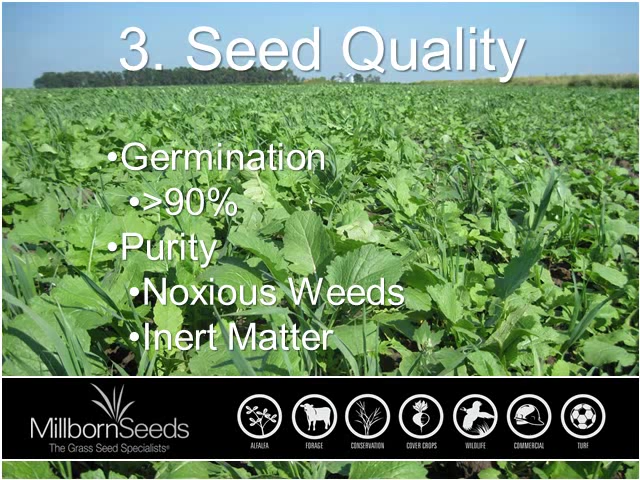 3. Seed Quality
•Germination
•>90%
•Purity
•Noxious Weeds
•Inert Matter
MillbornSeeds
The Grass Seed Specialists®
ALFALFA FORAGE CONSERVATION COVER CROPS WILDLIFE COMMERCIAL TURF